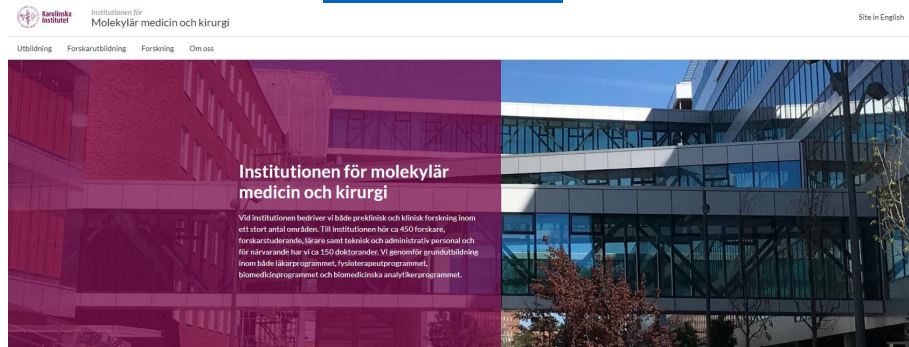 Karolinska
Institutet
Institutionen för
Molekylär medicin och kirurgi
Site in English
Utbildning Forskarutbildning Forskning Om oss
Institutionen för molekylär
medicin och kirurgi
Vid institutionen bedriver vi både preklinisk och klinisk forskning inom
ett stort antal områden. Till institutionen hör ca 450 forskare,
forskarstuderande, lärare samt teknisk och administrativ personal och
för närvarande har vi ca 150 doktorander. Vi genomför grundutbildning
inom både läkarprogrammet, fysioterapeutprogrammet,
biomedicinprogrammet och biomedicinska analytikerprogrammet.